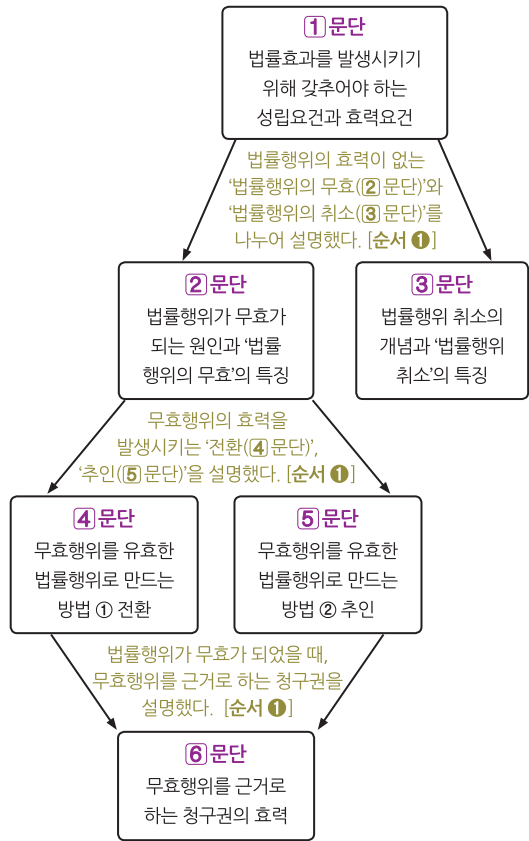 1 문단
법률효과를 발생시키기
위해 갖추어야 하는
성립요건과 효력요건
법률행위의 효력이 없는
‘법률행위의 무효(2 문단)’와
‘법률행위의 취소(3 문단)’를
나누어 설명했다. [순서 ❶]
2 문단
법률행위가 무효가
되는 원인과 ‘법률
행위의 무효’의 특징
3 문단
법률행위 취소의
개념과 ‘법률행위
취소’의 특징
무효행위의 효력을
발생시키는 ‘전환(4 문단)’,
‘추인(5 문단)’을 설명했다. [순서 ❶]
4 문단
무효행위를 유효한
법률행위로 만드는
방법 ① 전환
5 문단
무효행위를 유효한
법률행위로 만드는
방법 ② 추인
법률행위가 무효가 되었을 때,
무효행위를 근거로 하는 청구권을
설명했다. [순서 ❶]
6 문단
무효행위를 근거로
하는 청구권의 효력